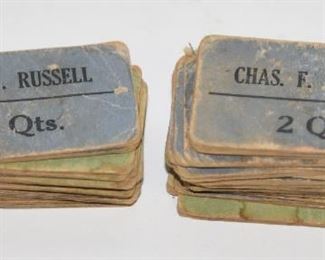 . RUSSELL
Qts.
CHAS. F.
2 Q